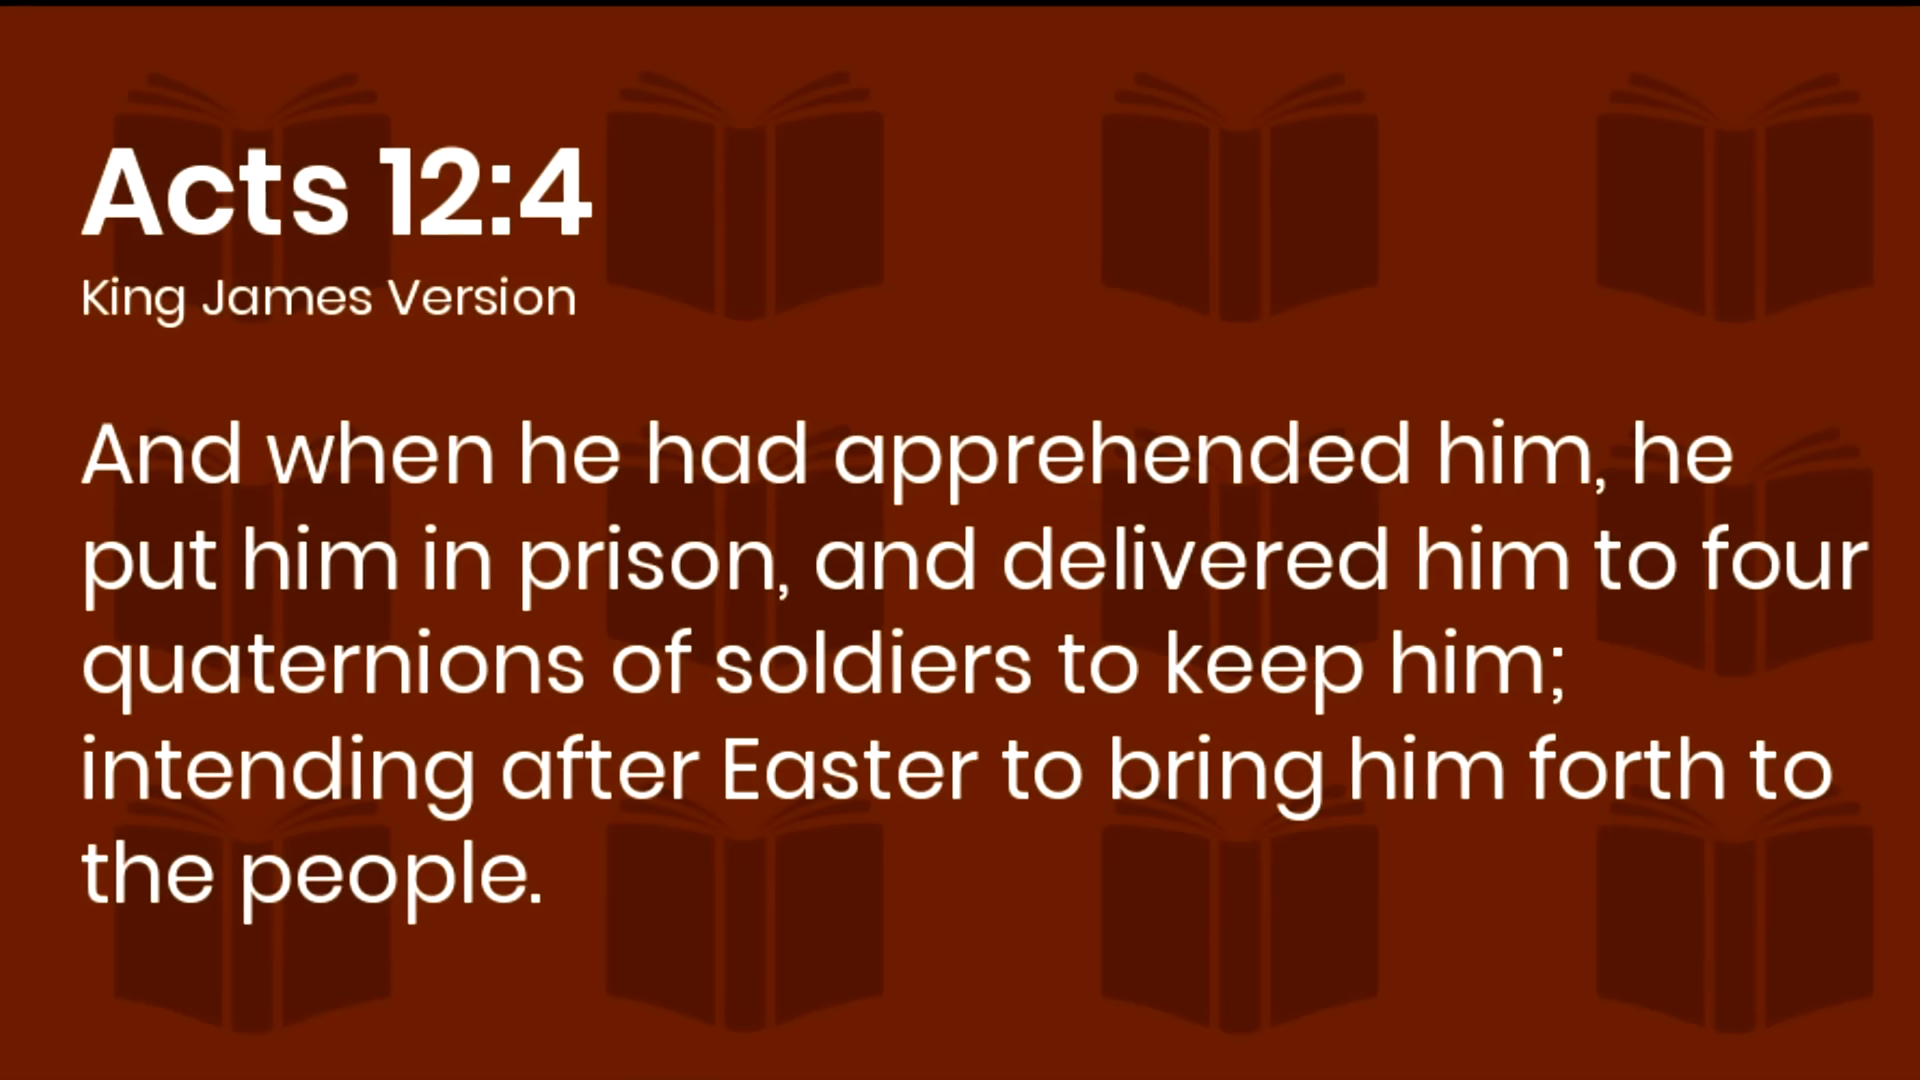 Acts 12:4
King James Version
And when he had apprehended him, he
put him in prison, and delivered him to four
quaternions of soldiers to keep him;
intending after Easter to bring him forth to
the people.